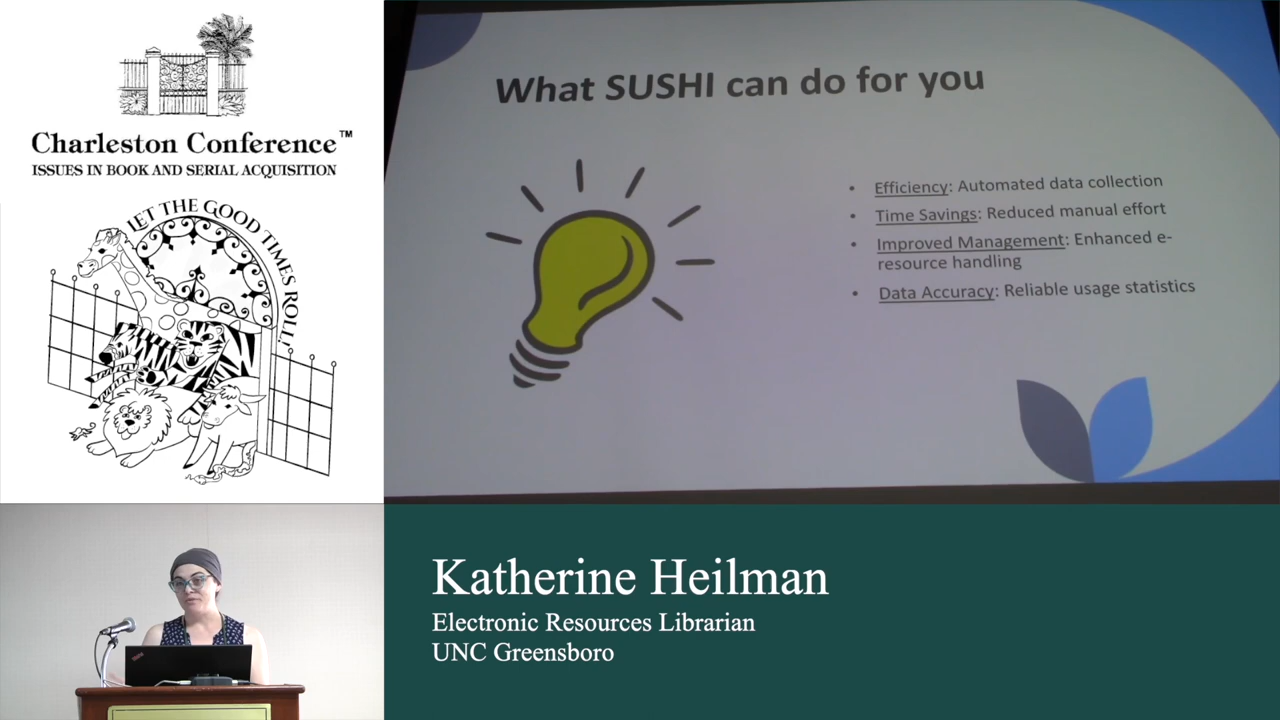 Charleston Conference™
ISSUES IN BOOK AND SERIAL ACQUISITION
LET THE GOOD TIMES ROLL!
What SUSHI can do for you
• Efficiency: Automated data collection
• Time Savings: Reduced manual effort
• Improved Management: Enhanced e-
resource handling
• Data Accuracy: Reliable usage statistics
Katherine Heilman
Electronic Resources Librarian
UNC Greensboro